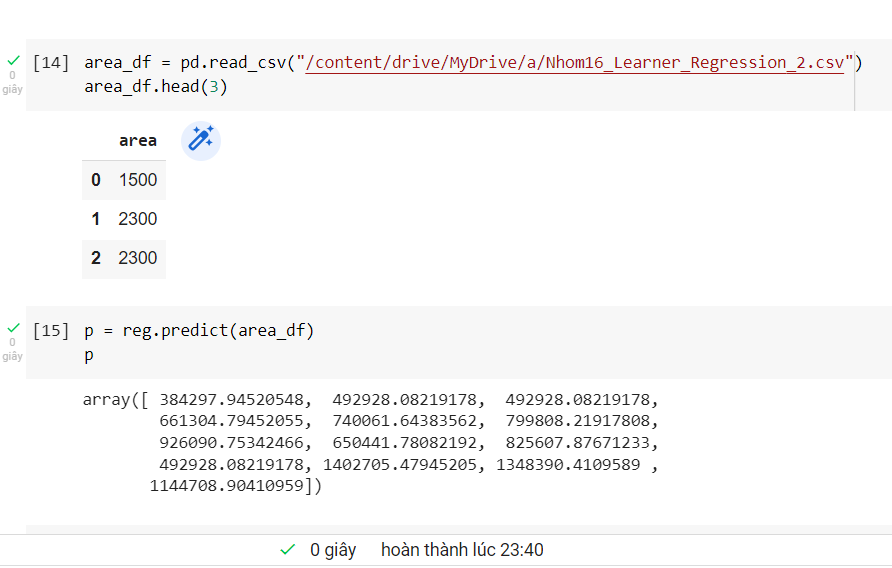 [14] area_df = pd.read_csv("/content/drive/MyDrive/a/Nhom16_Learner_Regression_2.csv")
0
giây
area_df.head(3)
area
0 1500
1 2300
2 2300
[15] p = reg.predict(area_df)
0
giây
p
array([ 384297.94520548, 492928.08219178, 492928.08219178,
661304.79452055, 740061.64383562, 799808.21917808,
926090.75342466, 650441.78082192, 825607.87671233,
492928.08219178, 1402705.47945205, 1348390.4109589 ,
1144708.90410959])
0 giây hoàn thành lúc 23:40